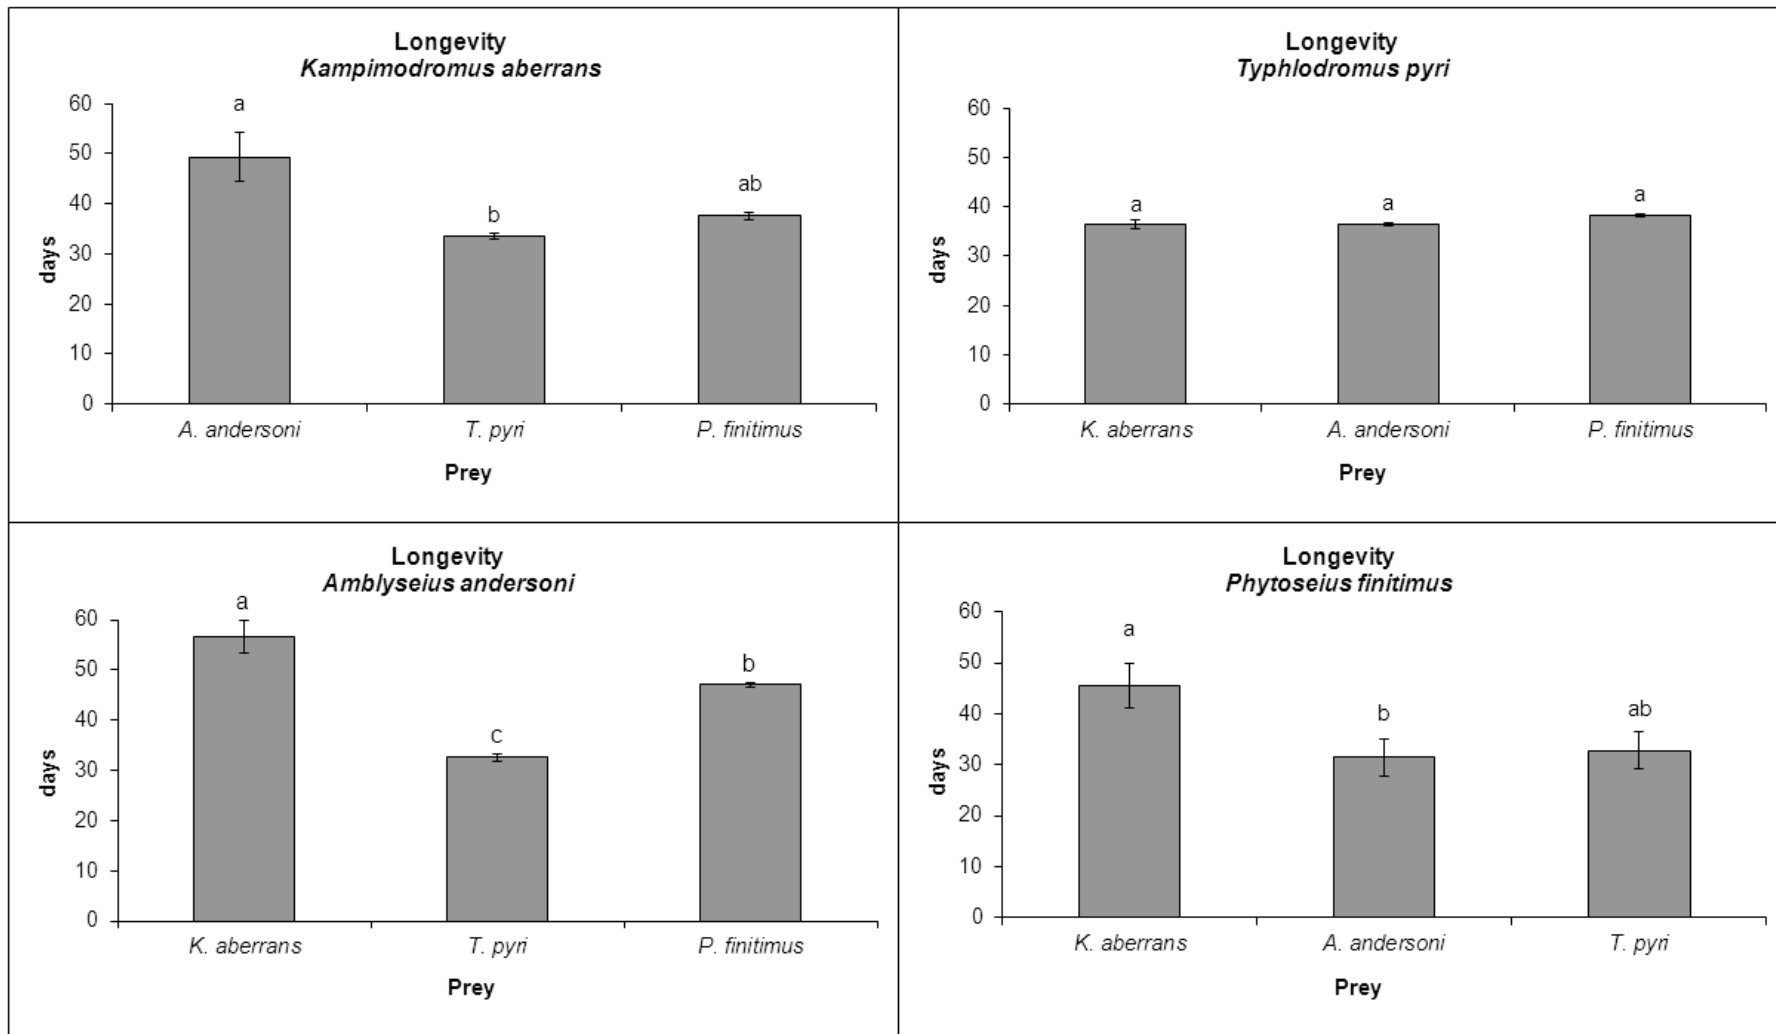 Longevity
Kampimodromus aberrans
60
50
40
30
20
10
0
days
a
b
ab
A. andersoni T. pyri P. finitimus
Prey
Longevity
Typhlodromus pyri
60
50
40
30
20
10
0
days
a
a
a
K. aberrans A. andersoni P. finitimus
Prey
Longevity
Amblyseius andersoni
60
50
40
30
20
10
0
days
a
c
b
K. aberrans T. pyri P. finitimus
Prey
Longevity
Phytoseius finitimus
60
50
40
30
20
10
0
days
a
b
ab
K. aberrans A. andersoni T. pyri
Prey